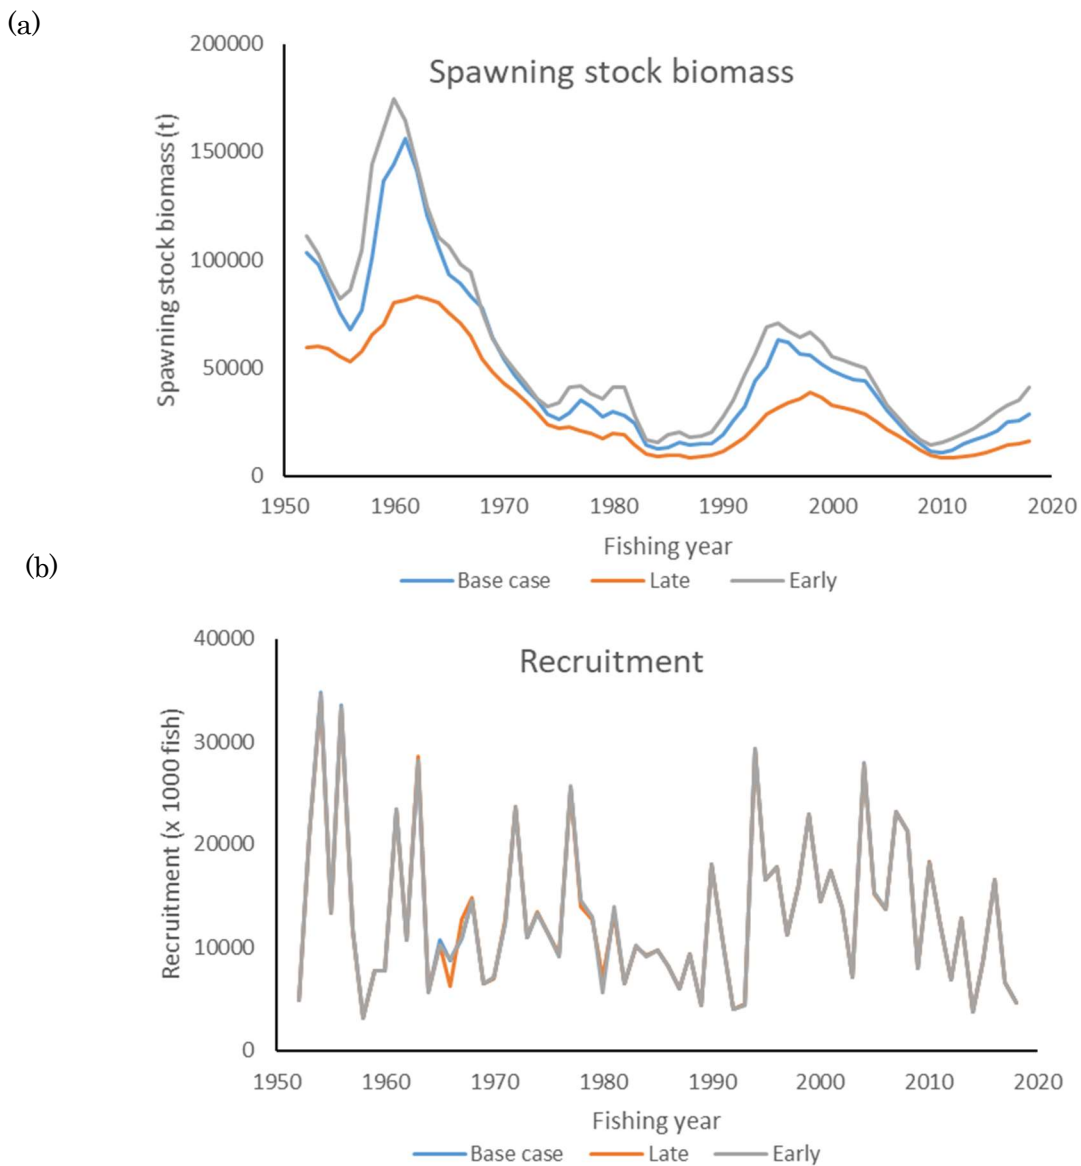 (a)
Spawning stock biomass
Spawning stock biomass (t)
200000
150000
100000
50000
0
1950 1960 1970 1980 1990 2000 2010 2020
Fishing year
Base case Late Early
(b)
Recruitment
Recruitment (x 1000 fish)
40000
30000
20000
10000
0
1950 1960 1970 1980 1990 2000 2010 2020
Fishing year
Base case Late Early